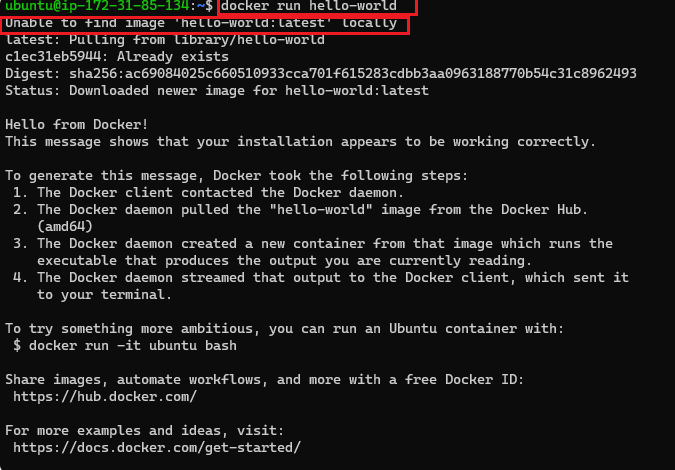 ubuntu@ip-172-31-85-134:~$ docker run hello-world
Unable to find image 'hello-world:latest' locally
latest: Pulling from library/hello-world
c1ec31eb5944: Already exists
Digest: sha256:ac69084025c660510933cca701f615283cdbb3aa0963188770b54c31c8962493
Status: Downloaded newer image for hello-world:latest

Hello from Docker!
This message shows that your installation appears to be working correctly.

To generate this message, Docker took the following steps:
 1. The Docker client contacted the Docker daemon.
 2. The Docker daemon pulled the "hello-world" image from the Docker Hub.
    (amd64)
 3. The Docker daemon created a new container from that image which runs the
    executable that produces the output you are currently reading.
 4. The Docker daemon streamed that output to the Docker client, which sent it
    to your terminal.

To try something more ambitious, you can run an Ubuntu container with:
 $ docker run -it ubuntu bash

Share images, automate workflows, and more with a free Docker ID:
 https://hub.docker.com/

For more examples and ideas, visit:
 https://docs.docker.com/get-started/